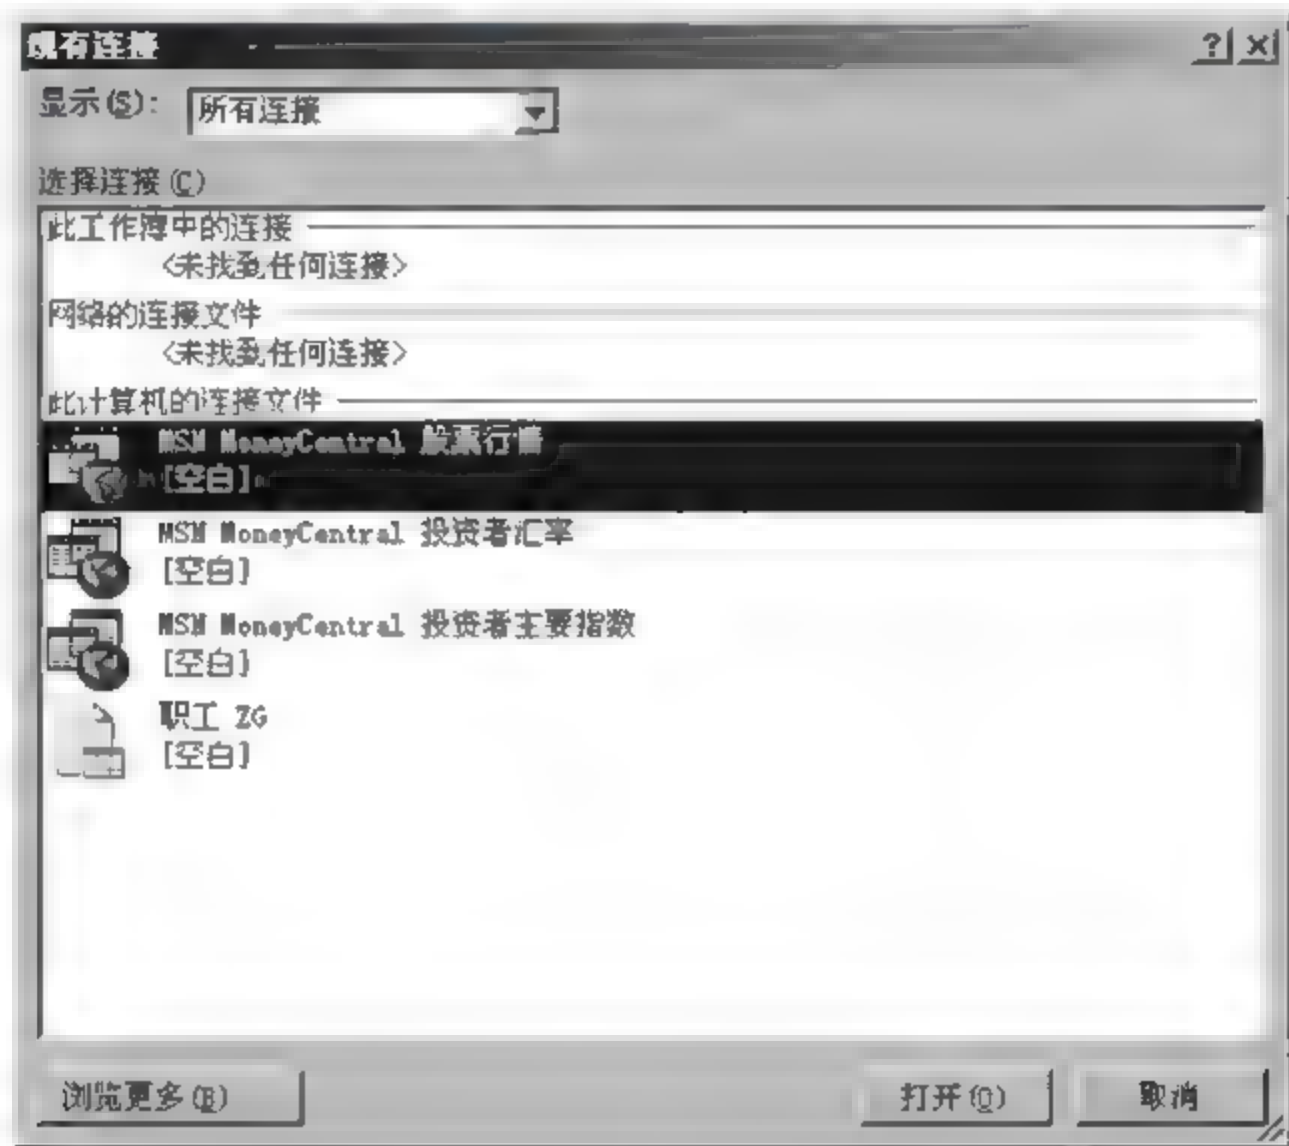 现有连接
显示(S): 所有连接
选择连接(C)
此工作簿中的连接
<未找到任何连接>
网络的连接文件
<未找到任何连接>
此计算机的连接文件
MSN MoneyCentral 股票行情
[空白]
MSN MoneyCentral 投资者汇率
[空白]
MSN MoneyCentral 投资者主要指数
[空白]
职工 ZG
[空白]
浏览更多(B) 打开(O) 取消